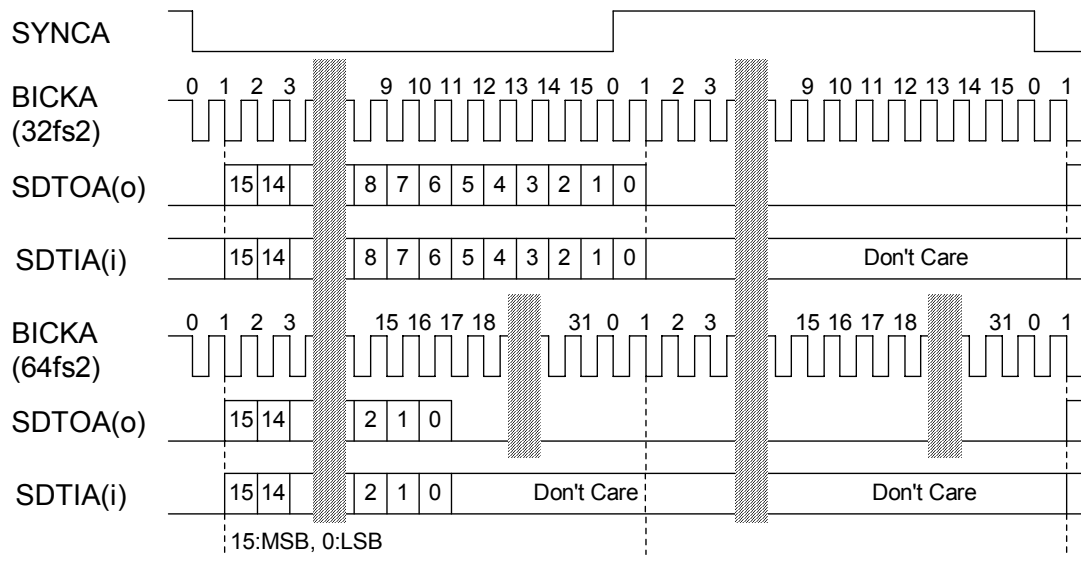 SYNCA
0 1 2 3 9 10 11 12 13 14 15 0 1 2 3 9 10 11 12 13 14 15 0 1
BICKA
(32fs2)
SDTOA(o) 15 14 8 7 6 5 4 3 2 1 0
SDTIA(i) 15 14 8 7 6 5 4 3 2 1 0 Don't Care
0 1 2 3 15 16 17 18 31 0 1 2 3 15 16 17 18 31 0 1
BICKA
(64fs2)
SDTOA(o) 15 14 2 1 0
SDTIA(i) 15 14 2 1 0 Don't Care Don't Care
15:MSB, 0:LSB